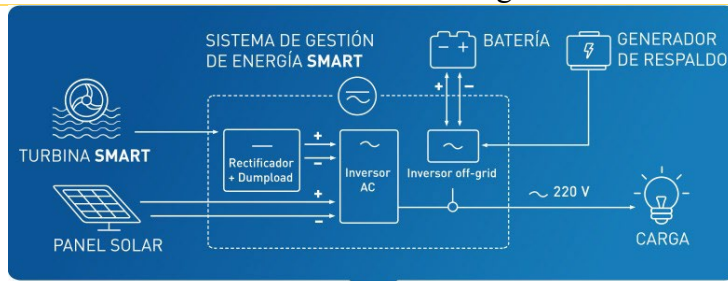 SISTEMA DE GESTIÓN
DE ENERGÍA SMART
BATERÍA
GENERADOR
DE RESPALDO
TURBINA SMART
Rectificador
+ Dumpload
Inversor
AC
Inversor off-grid
PANEL SOLAR
~ 220 V
CARGA